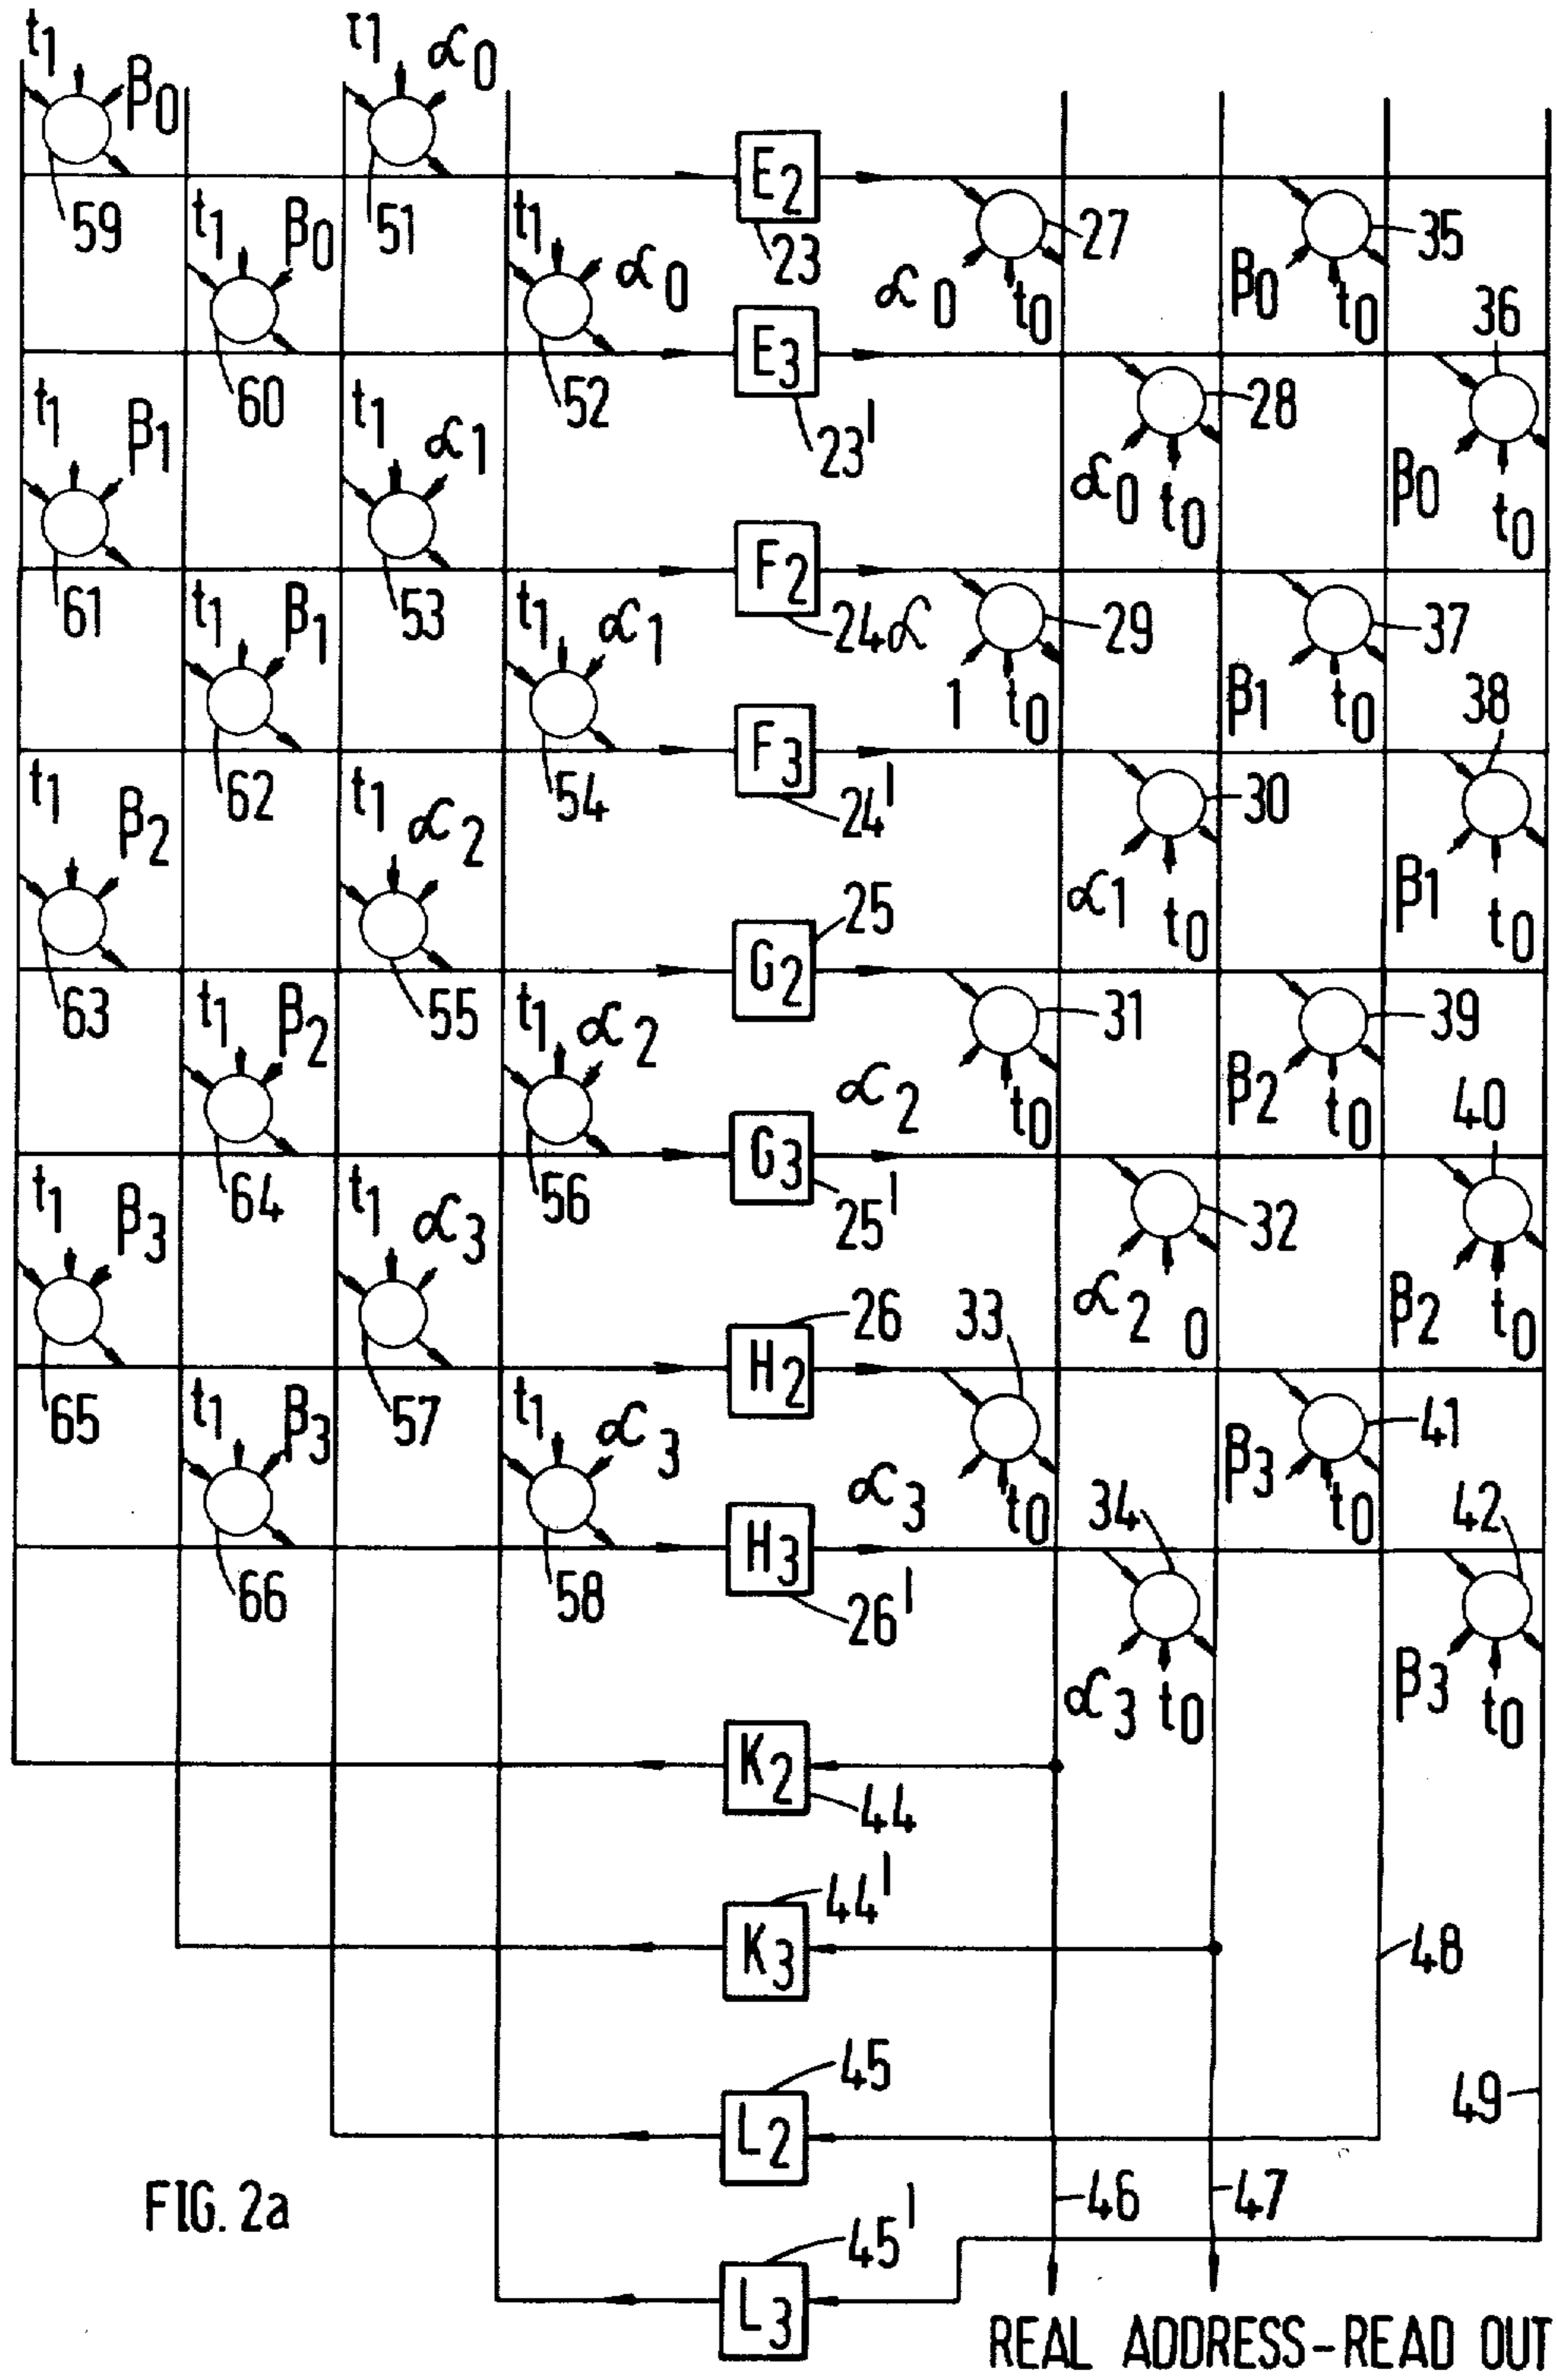 t1 t1 α0
β0
E2
59 t1 β0 51 t1 23 27 35
α0 α0 t0 β0 t0 36
E3
t1 β1 60 t1 α1 52 23' 28
α0 t0 β0 t0
F2
61 t1 β1 53 t1 α1 24α 29 37
1 t0 β1 t0 38
F3
t1 β2 62 t1 α2 54 24' 30
α1 t0 β1 t0
25
G2
63 t1 β2 55 t1 α2 31 39
α2 t0 β2 t0 40
G3
t1 β3 64 t1 α3 56 25' 32
α2 0 β2 t0
26 33
H2
65 t1 β3 57 t1 α3 41
α3 t0 34 β3 t0 42
H3
66 58 26'
α3 t0 β3 t0
K2
44
44'
K3 48
45
L2 49
46 47
FIG. 2a
45'
L3
REAL ADDRESS-READ OUT